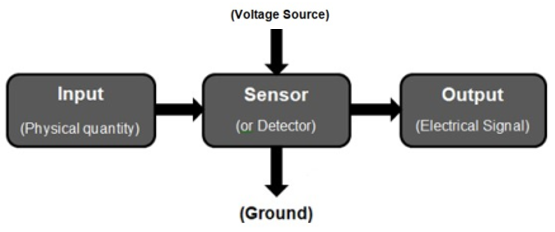 (Voltage Source)
Input
(Physical quantity)
Sensor
(or Detector)
Output
(Electrical Signal)
(Ground)